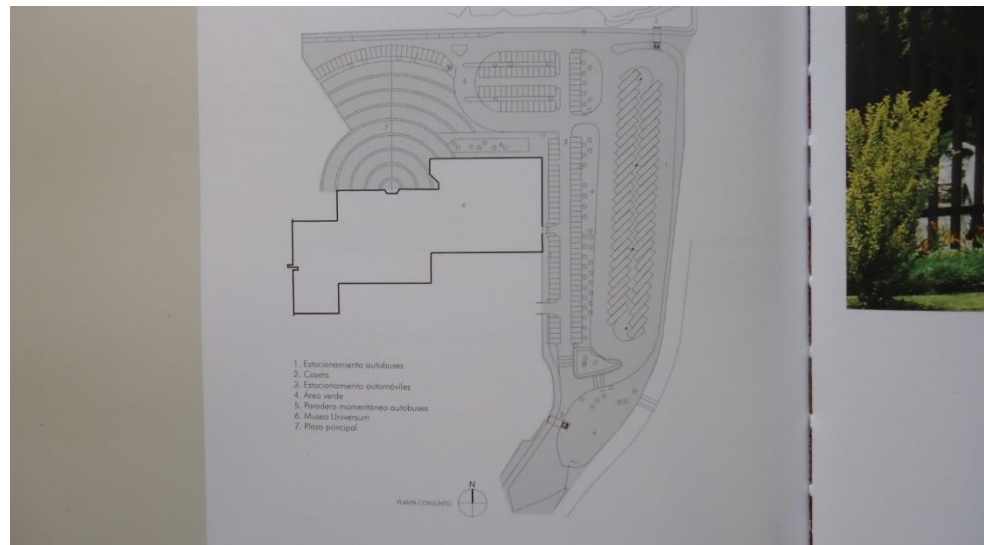 1. Estacionamiento autobuses
2. Caseta
3. Estacionamiento automóviles
4. Área verde
5. Paradero momentáneo autobuses
6. Museo Universum
7. Plaza principal
N
PLANTA CONJUNTO